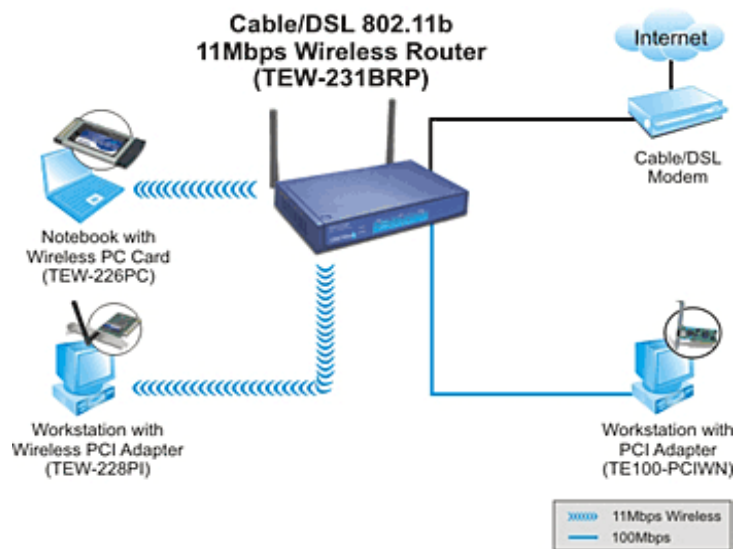 Cable/DSL 802.11b
11Mbps Wireless Router
(TEW-231BRP)
Internet
Cable/DSL
Modem
Notebook with
Wireless PC Card
(TEW-226PC)
Workstation with
Wireless PCI Adapter
(TEW-228PI)
Workstation with
PCI Adapter
(TE100-PCIWN)
11Mbps Wireless
100Mbps